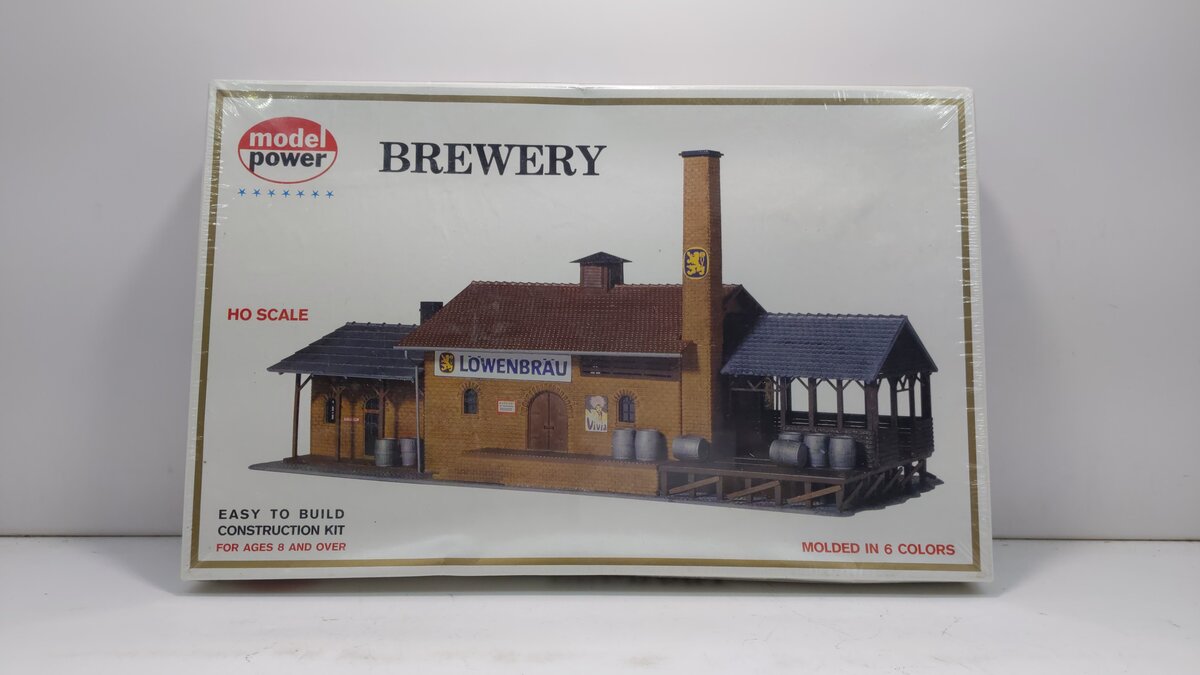 model
power
BREWERY
HO SCALE
LÖWENBRÄU
Vivia
EASY TO BUILD
CONSTRUCTION KIT
FOR AGES 8 AND OVER
MOLDED IN 6 COLORS